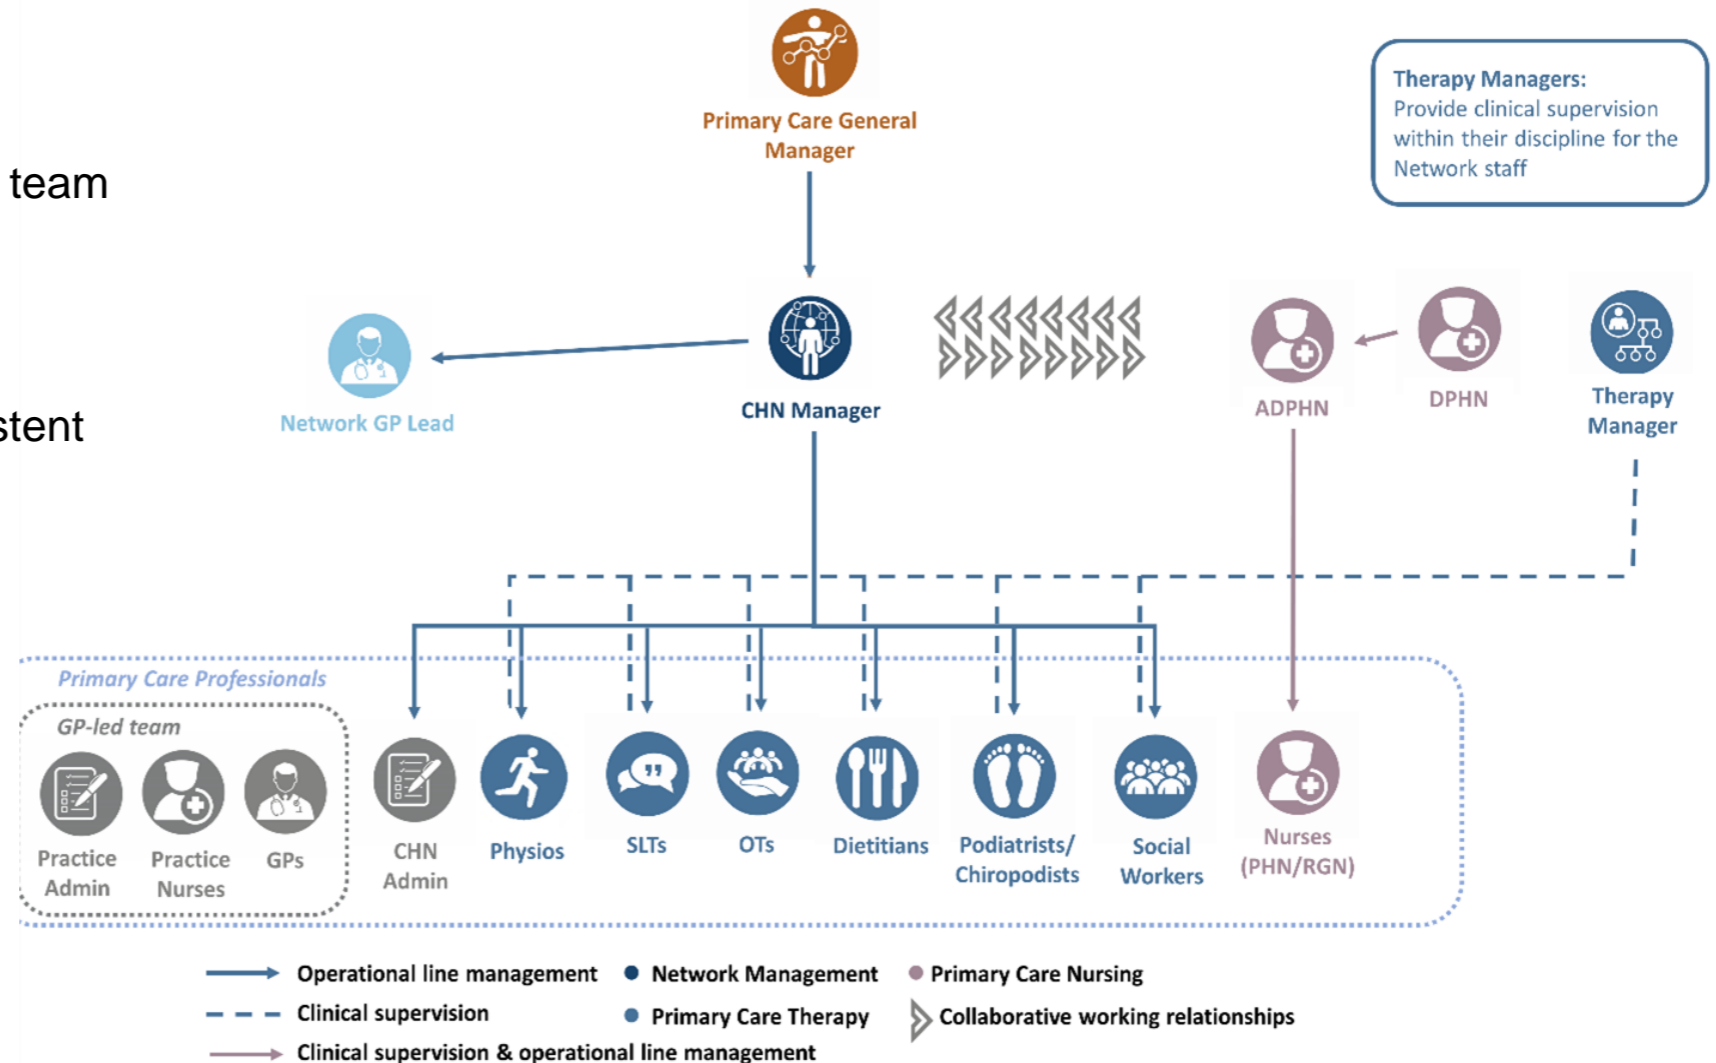 Primary Care General
Manager
Therapy Managers:
Provide clinical supervision
within their discipline for the
Network staff
team
Network GP Lead
CHN Manager
ADPHN
DPHN
Therapy
Manager
stent
Primary Care Professionals
GP-led team
Practice
Admin
Practice
Nurses
GPs
CHN
Admin
Physios
SLTs
OTs
Dietitians
Podiatrists/
Chiropodists
Social
Workers
Nurses
(PHN/RGN)
Operational line management
Network Management
Primary Care Nursing
Clinical supervision
Primary Care Therapy
Collaborative working relationships
Clinical supervision & operational line management